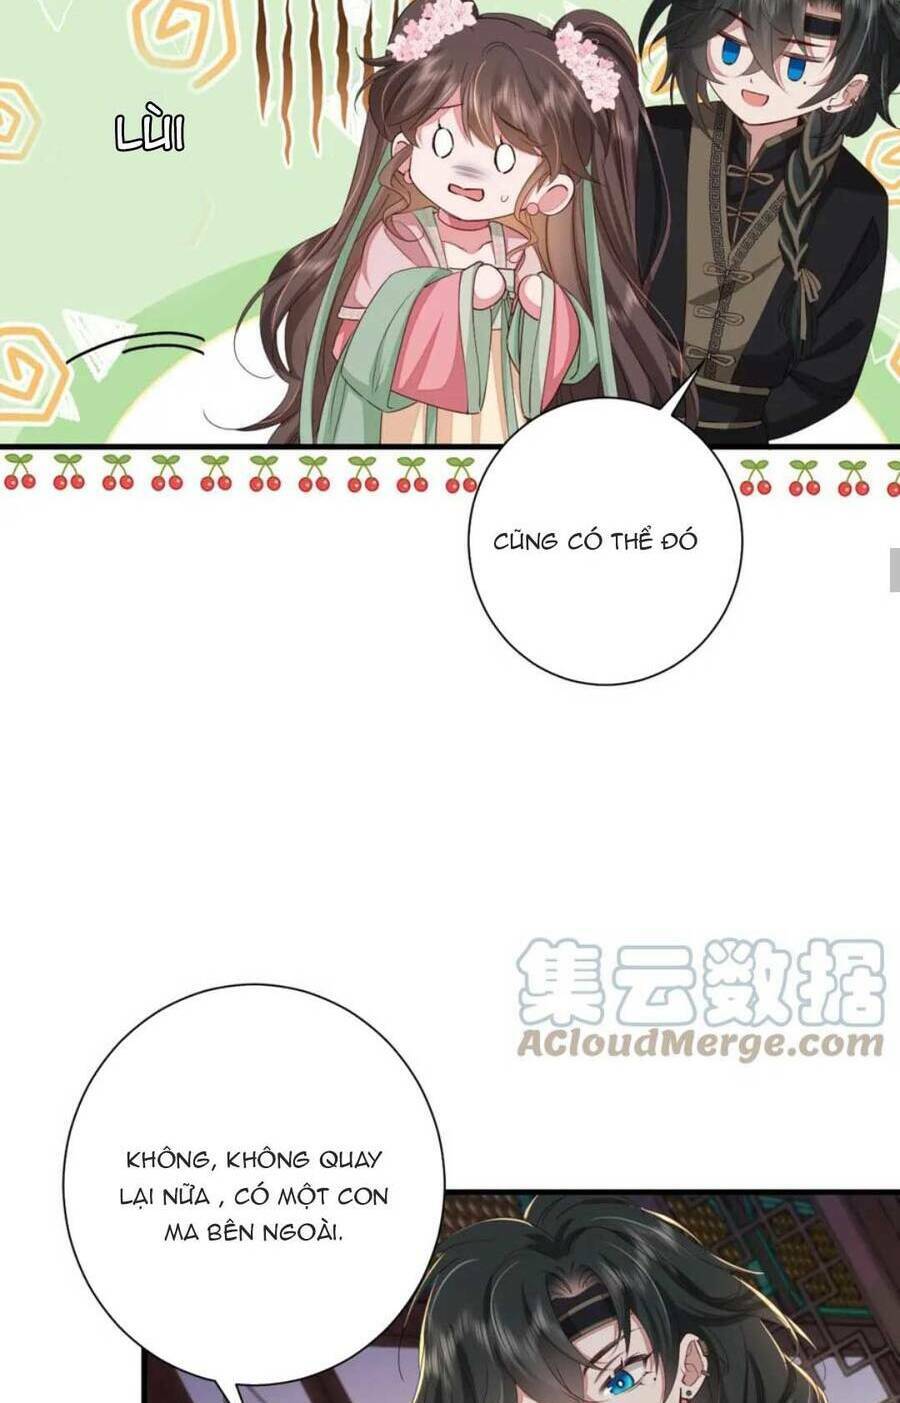 LÙI
CŨNG CÓ THỂ ĐÓ
集云数据
ACloudMerge.com
KHÔNG, KHÔNG QUAY
LẠI NỮA , CÓ MỘT CON
MA BÊN NGOÀI.